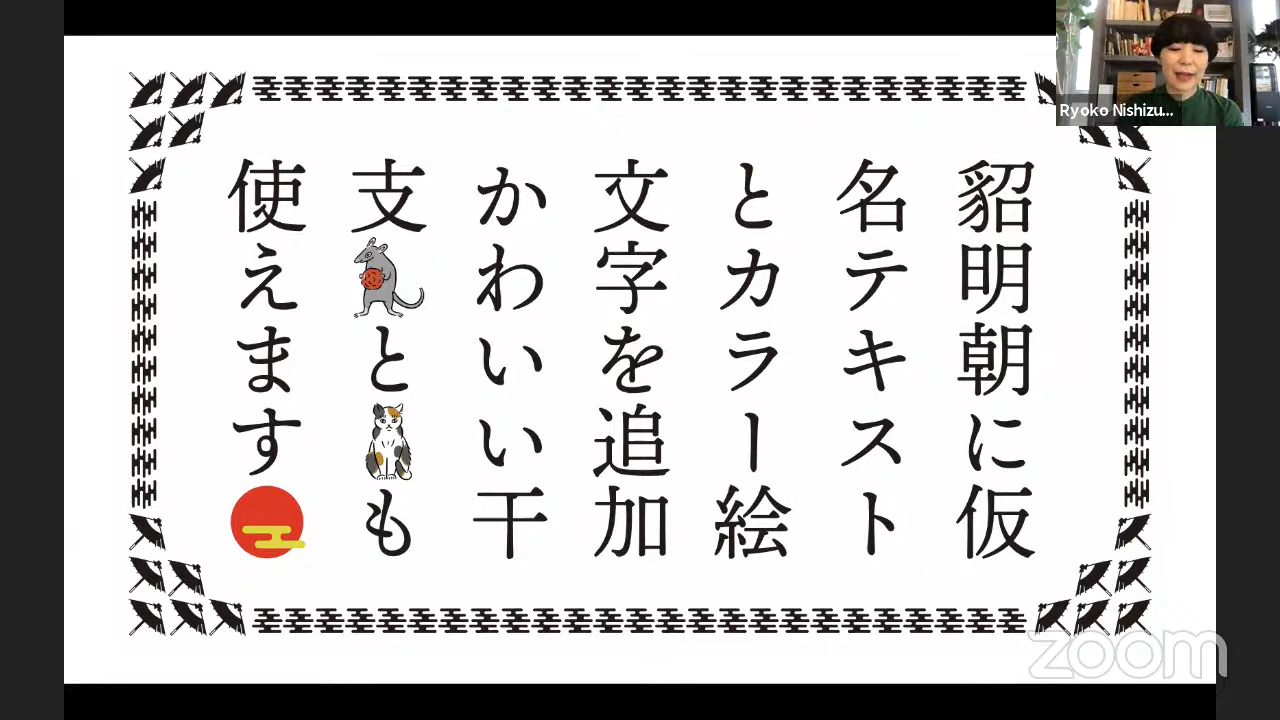 貂明朝に仮
名テキスト
とカラー絵
文字を追加
かわいい干
支と も
使えます
Ryoko Nishizu...
zoom